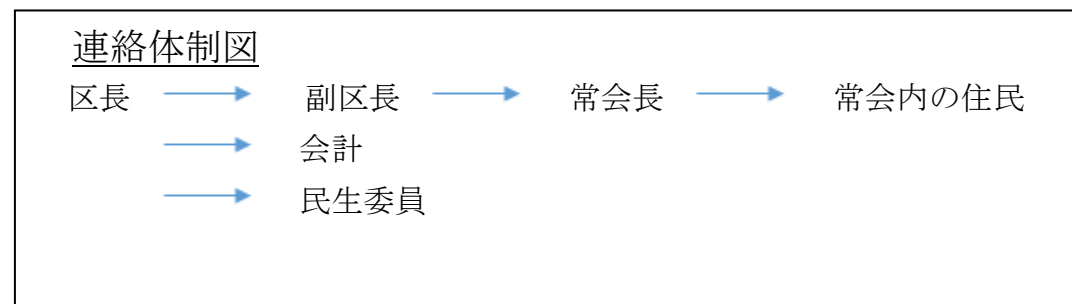 連絡体制図
区長 副区長 常会長 常会内の住民
会計
民生委員